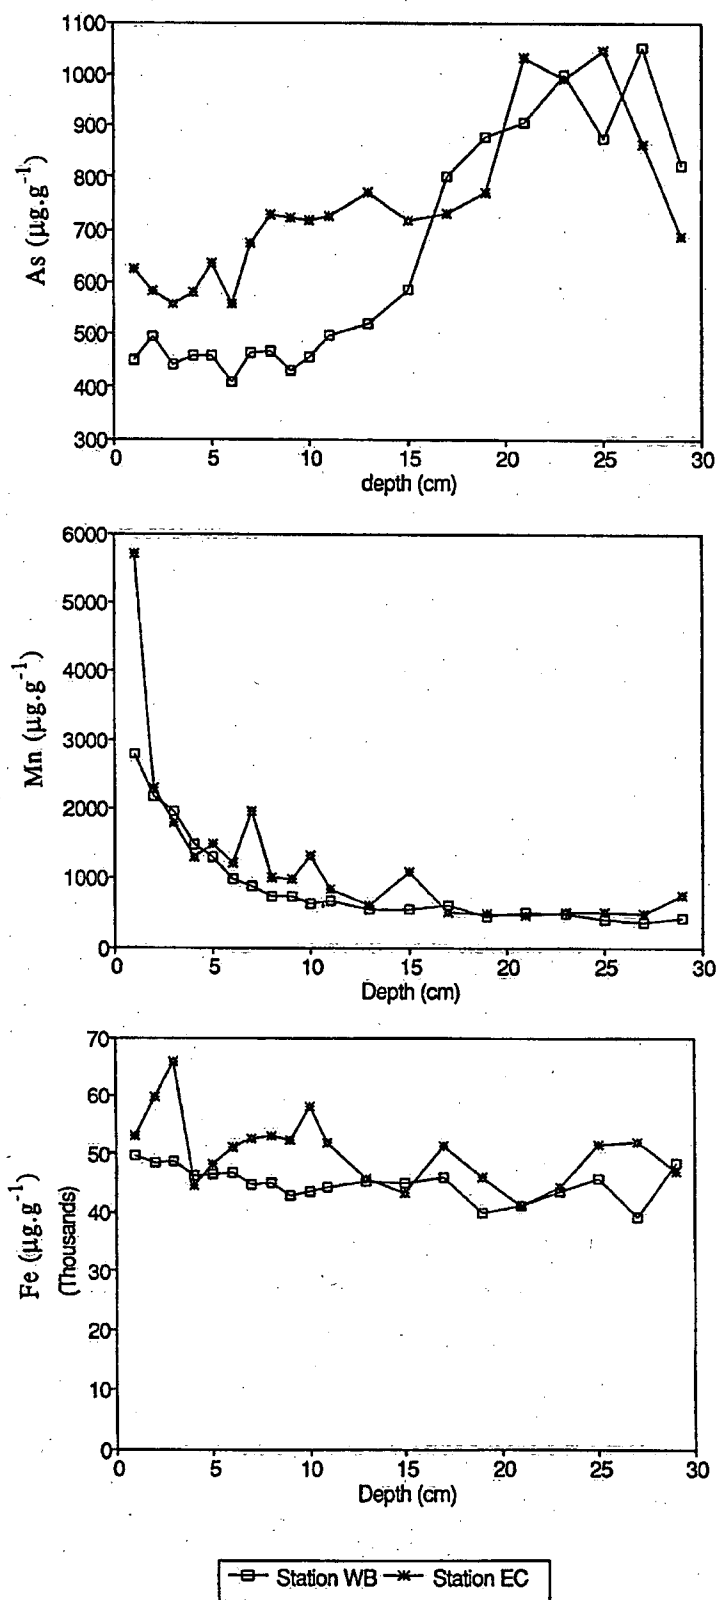 1100
1000
900
800
700
600
500
400
300
As (µg.g⁻¹)
0 5 10 15 20 25 30
depth (cm)
6000
5000
4000
3000
2000
1000
0
Mn (µg.g⁻¹)
0 5 10 15 20 25 30
Depth (cm)
70
60
50
40
30
20
10
0
Fe (µg.g⁻¹)
(Thousands)
0 5 10 15 20 25 30
Depth (cm)
Station WB Station EC